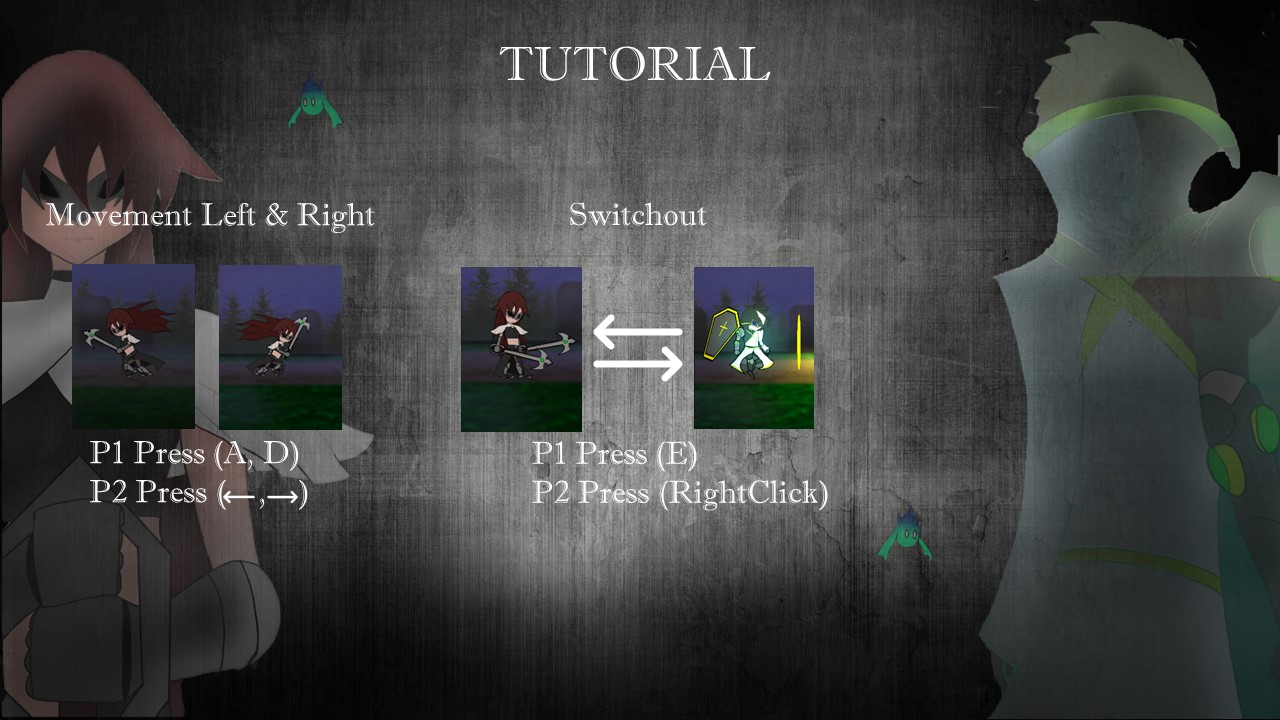 TUTORIAL
Movement Left & Right
Switchout
P1 Press (A, D)
P2 Press (←,→)
P1 Press (E)
P2 Press (RightClick)